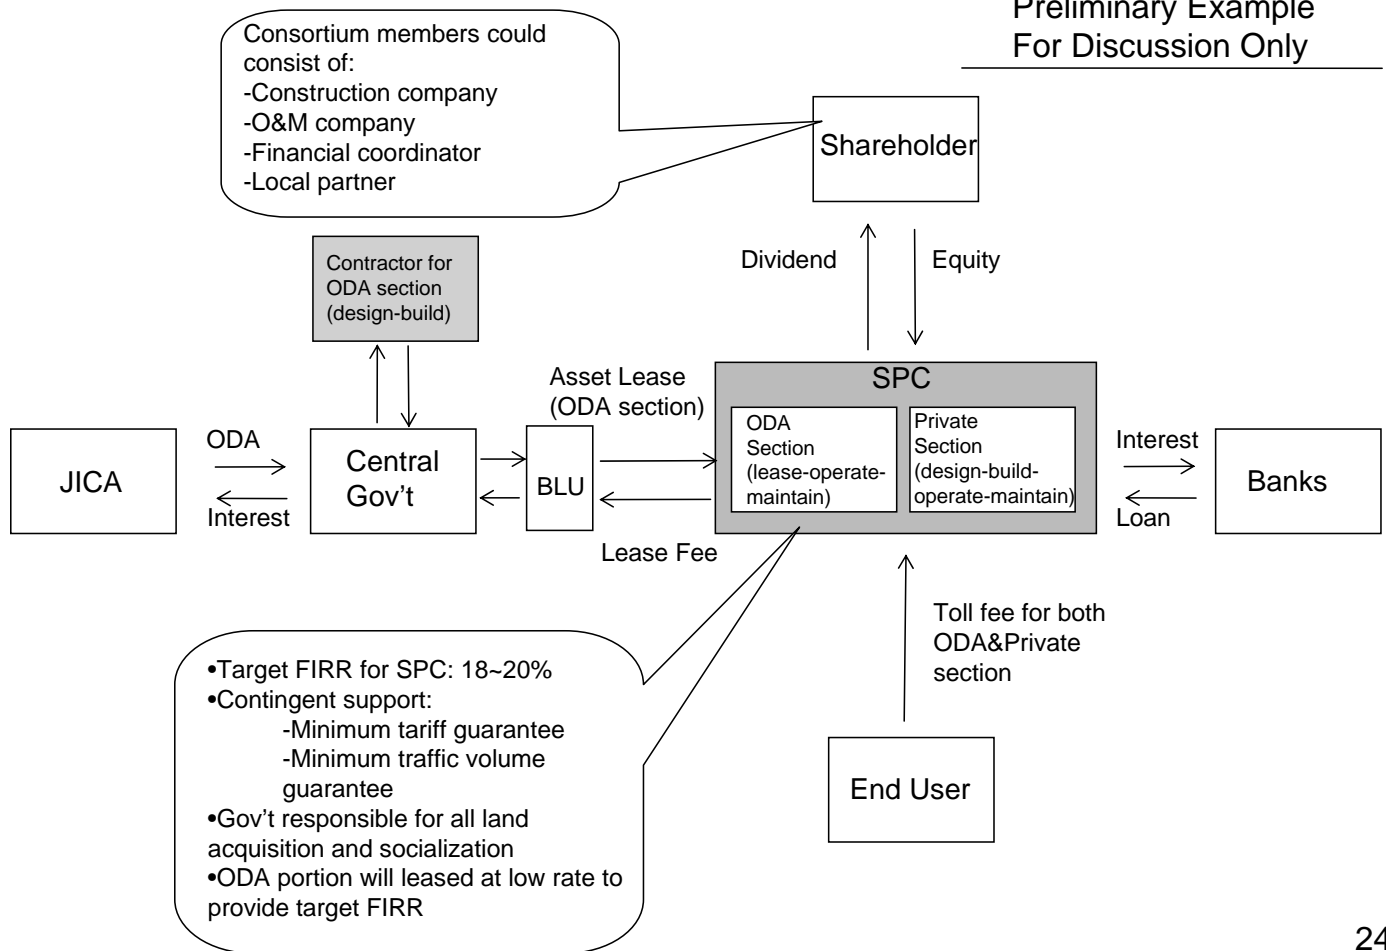 Preliminary Example
For Discussion Only
Consortium members could
consist of:
-Construction company
-O&M company
-Financial coordinator
-Local partner
Shareholder
Contractor for
ODA section
(design-build)
Dividend
Equity
Asset Lease
(ODA section)
SPC
ODA
Section
(lease-operate-
maintain)
Private
Section
(design-build-
operate-maintain)
JICA
ODA
Interest
Central
Gov't
BLU
Lease Fee
Interest
Loan
Banks
Toll fee for both
ODA&Private
section
End User
•Target FIRR for SPC: 18~20%
•Contingent support:
-Minimum tariff guarantee
-Minimum traffic volume
guarantee
•Gov't responsible for all land
acquisition and socialization
•ODA portion will leased at low rate to
provide target FIRR
24